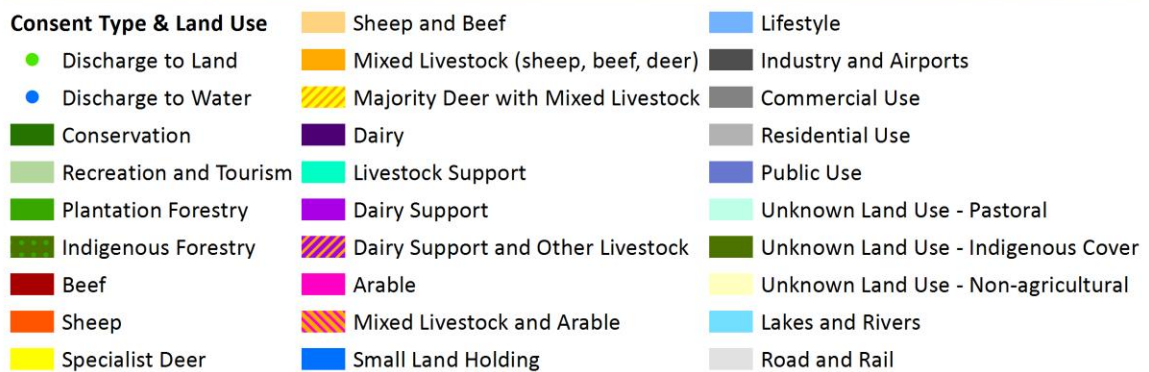 Consent Type & Land Use
Discharge to Land
Discharge to Water
Conservation
Recreation and Tourism
Plantation Forestry
Indigenous Forestry
Beef
Sheep
Specialist Deer
Sheep and Beef
Mixed Livestock (sheep, beef, deer)
Majority Deer with Mixed Livestock
Dairy
Livestock Support
Dairy Support
Dairy Support and Other Livestock
Arable
Mixed Livestock and Arable
Small Land Holding
Lifestyle
Industry and Airports
Commercial Use
Residential Use
Public Use
Unknown Land Use - Pastoral
Unknown Land Use - Indigenous Cover
Unknown Land Use - Non-agricultural
Lakes and Rivers
Road and Rail